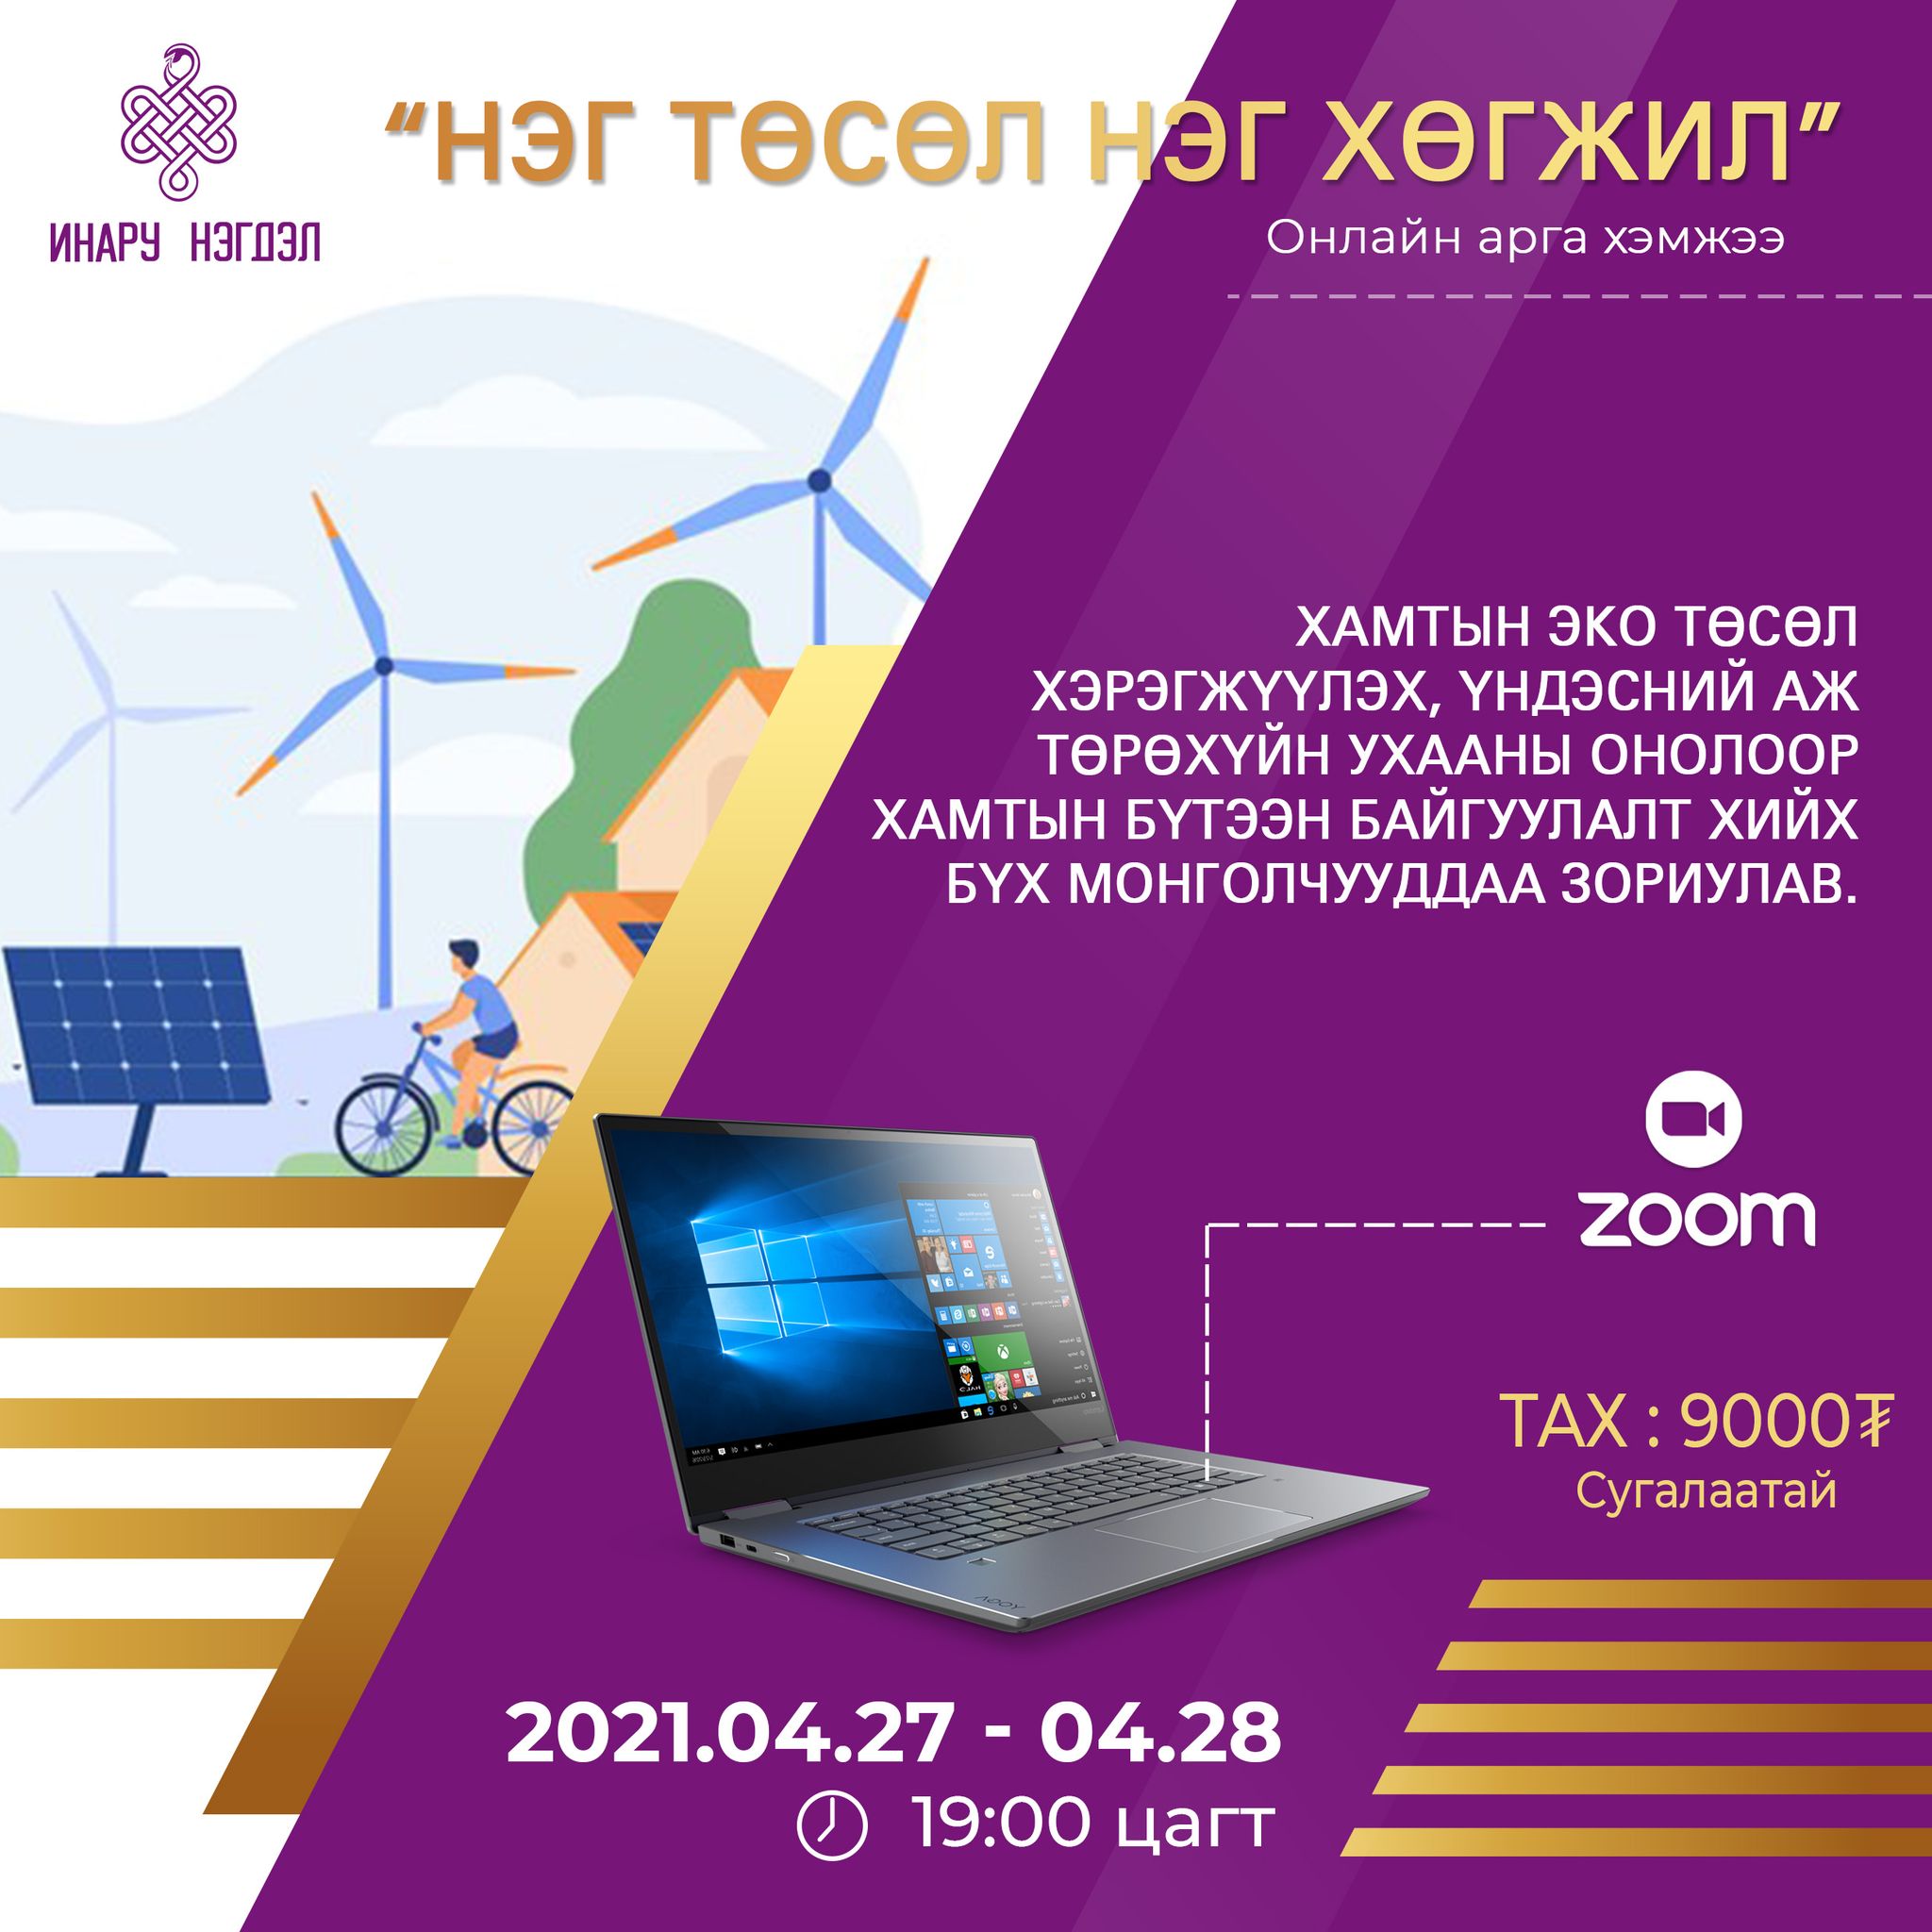 ИНАРУ НЭГДЭЛ
“НЭГ ТӨСӨЛ НЭГ ХӨГЖИЛ”
Онлайн арга хэмжээ
ХАМТЫН ЭКО ТӨСӨЛ
ХЭРЭГЖҮҮЛЭХ, ҮНДЭСНИЙ АЖ
ТӨРӨХҮЙН УХААНЫ ОНОЛООР
ХАМТЫН БҮТЭЭН БАЙГУУЛАЛТ ХИЙХ
БҮХ МОНГОЛЧУУДДАА ЗОРИУЛАВ.
zoom
ТАХ : 9000₮
Сугалаатай
2021.04.27 - 04.28
19:00 цагт